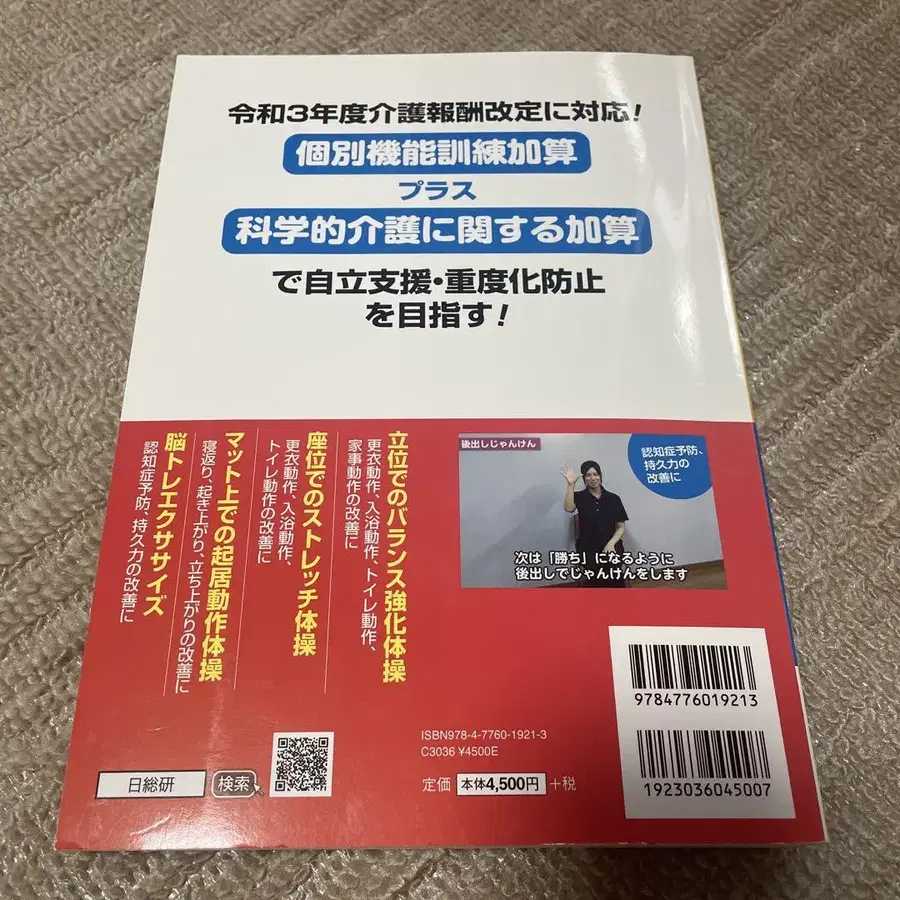 令和3年度介護報酬改定に対応!
個別機能訓練加算
プラス
科学的介護に関する加算
で自立支援・重度化防止
を目指す!
立位でのバランス強化体操
更衣動作、入浴動作、トイレ動作、
家事動作の改善に
座位でのストレッチ体操
更衣動作、入浴動作、
トイレ動作の改善に
マット上での起居動作体操
寝返り、起き上がり、立ち上がりの改善に
脳トレエクササイズ
認知症予防、持久力の改善に
後出しじゃんけん
認知症予防、
持久力の
改善に
次は「勝ち」になるように
後出しでじゃんけんをします
9784776019213
ISBN978-4-7760-1921-3
C3036 ¥4500E
定価 本体4,500円 +税
1923036045007
日総研 検索